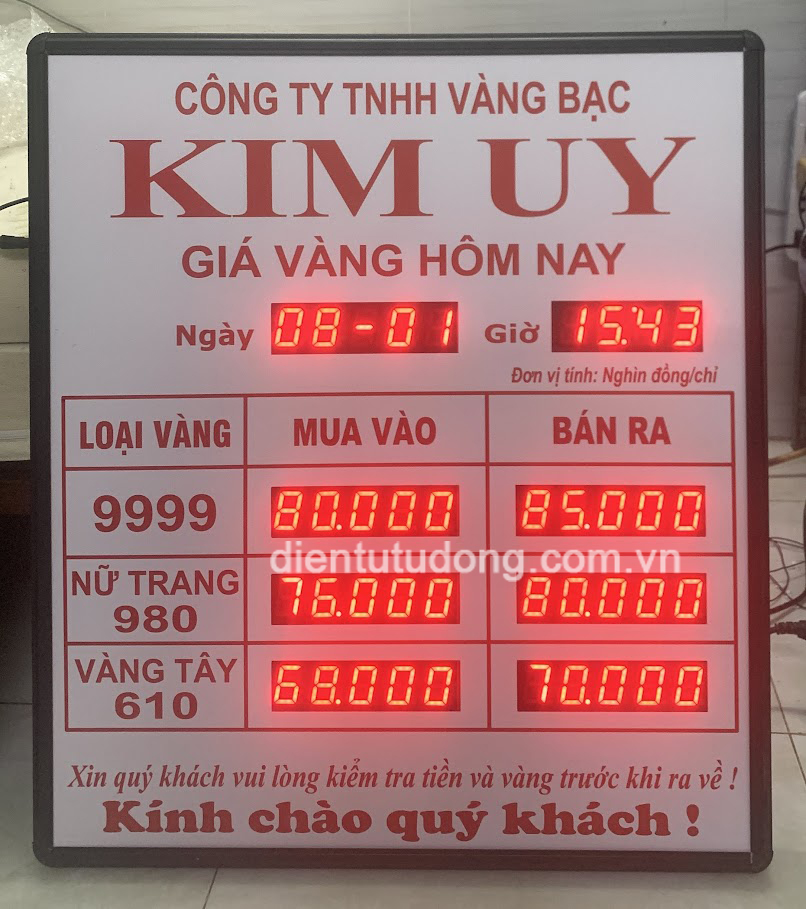 CÔNG TY TNHH VÀNG BẠC
KIM UY
GIÁ VÀNG HÔM NAY
Ngày 08-01 Giờ 15:43
Đơn vị tính: Nghìn đồng/chỉ
LOẠI VÀNG MUA VÀO BÁN RA
9999 80.000 85.000
dientutudong.com.vn
NỮ TRANG
980 76.000 80.000
VÀNG TÂY
610 68.000 70.000
Xin quý khách vui lòng kiểm tra tiền và vàng trước khi ra về !
Kính chào quý khách !